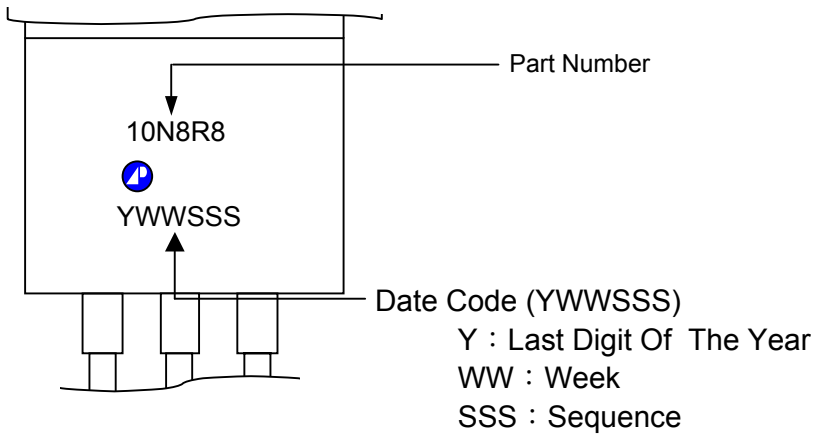 Part Number
10N8R8
YWWSSS
Date Code (YWWSSS)
Y：Last Digit Of The Year
WW：Week
SSS：Sequence